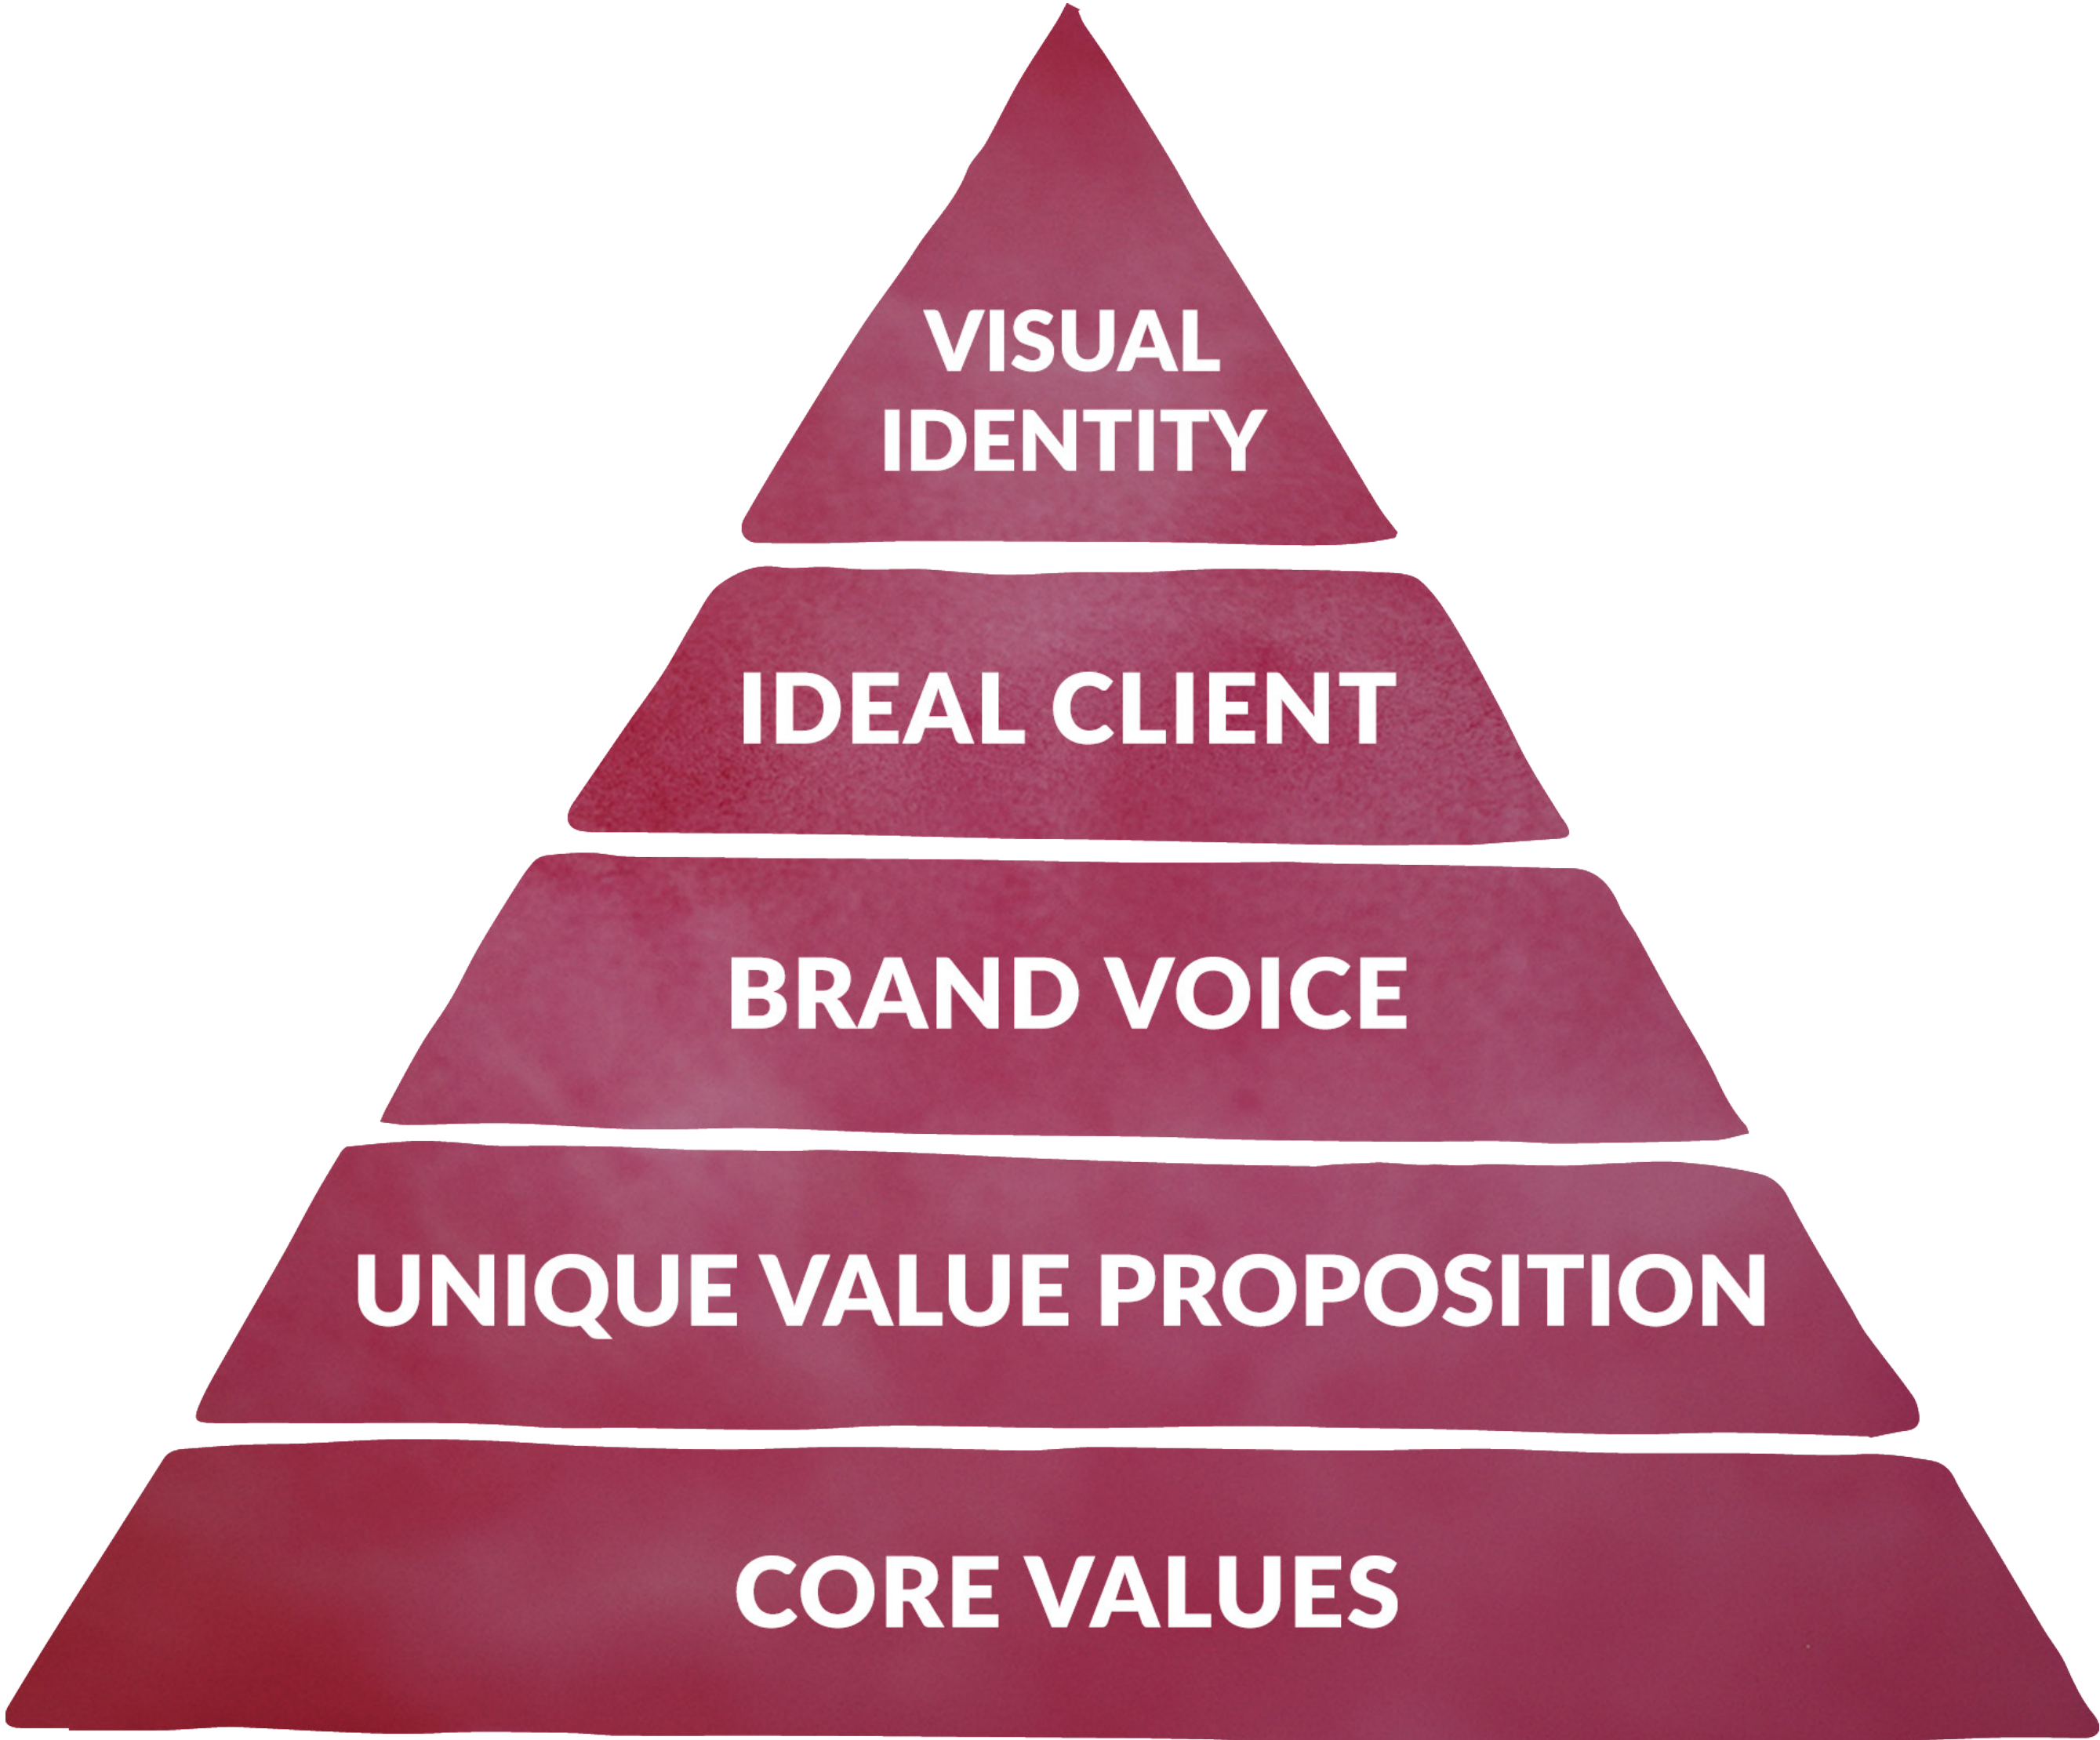 VISUAL
IDENTITY
IDEAL CLIENT
BRAND VOICE
UNIQUE VALUE PROPOSITION
CORE VALUES